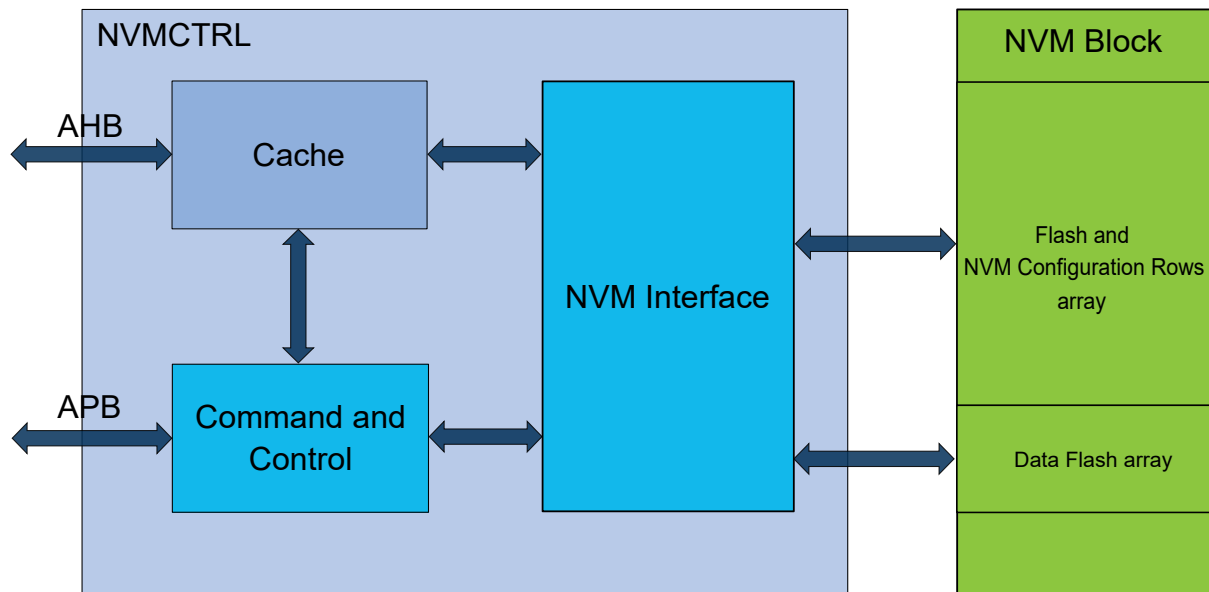 NVMCTRL
NVM Block
AHB
Cache
Flash and
NVM Configuration Rows
array
NVM Interface
APB
Command and
Control
Data Flash array